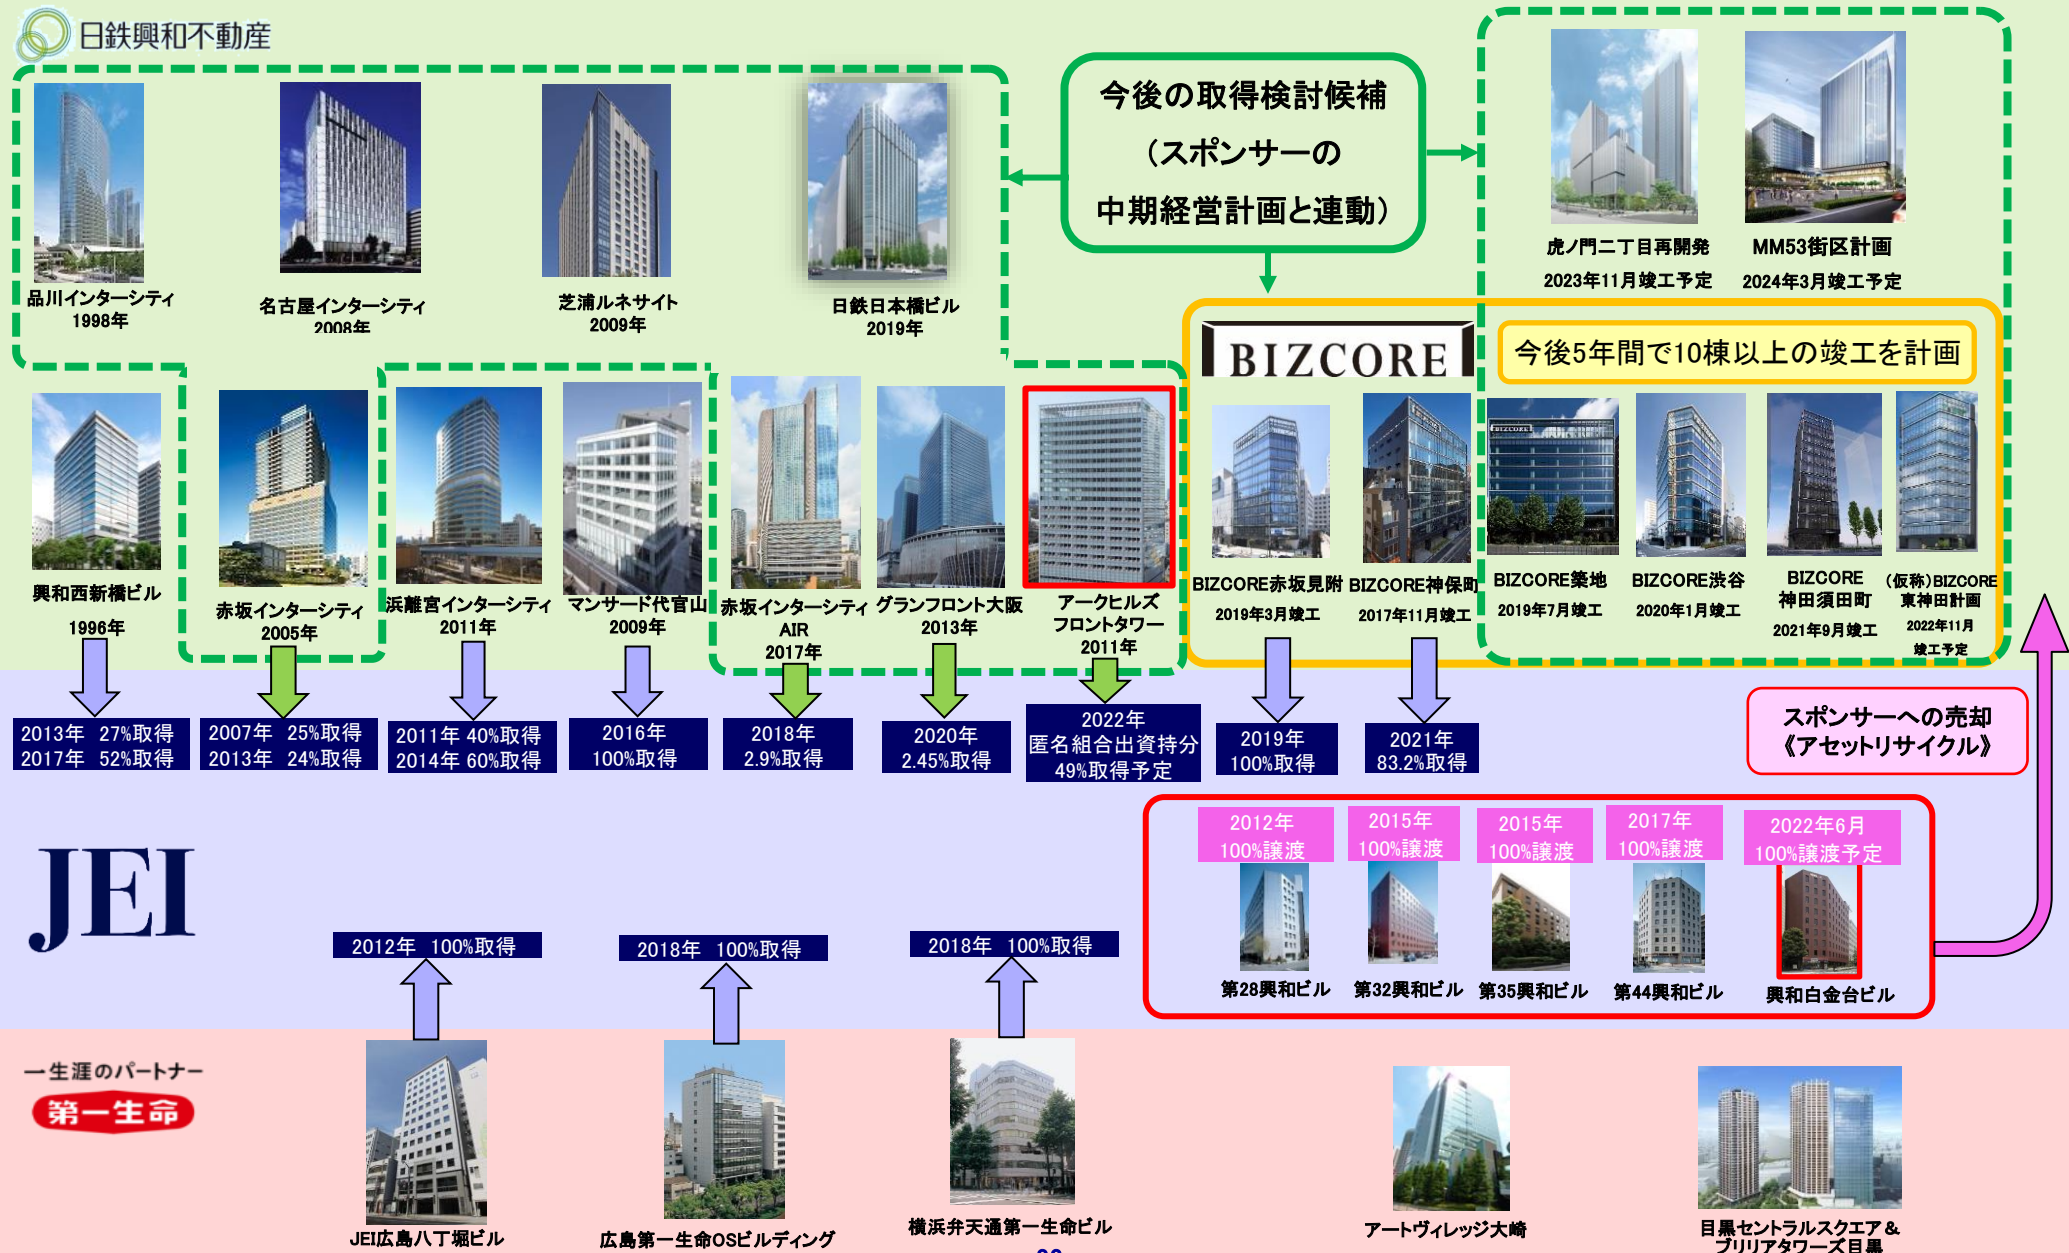 日鉄興和不動産
今後の取得検討候補
（スポンサーの
中期経営計画と連動）
品川インターシティ
1998年
名古屋インターシティ
2008年
芝浦ルネサイト
2009年
日鉄日本橋ビル
2019年
虎ノ門二丁目再開発
2023年11月竣工予定
MM53街区計画
2024年3月竣工予定
BIZCORE
今後5年間で10棟以上の竣工を計画
興和西新橋ビル
1996年
赤坂インターシティ
2005年
浜離宮インターシティ
2011年
マンサード代官山
2009年
赤坂インターシティ
AIR
2017年
グランフロント大阪
2013年
アークヒルズ
フロントタワー
2011年
BIZCORE赤坂見附
2019年3月竣工
BIZCORE神保町
2017年11月竣工
BIZCORE築地
2019年7月竣工
BIZCORE渋谷
2020年1月竣工
BIZCORE
神田須田町
2021年9月竣工
（仮称）BIZCORE
東神田計画
2022年11月
竣工予定
2013年 27%取得
2017年 52%取得
2007年 25%取得
2013年 24%取得
2011年 40%取得
2014年 60%取得
2016年
100%取得
2018年
2.9%取得
2020年
2.45%取得
2022年
匿名組合出資持分
49%取得予定
2019年
100%取得
2021年
83.2%取得
スポンサーへの売却
《アセットリサイクル》
JEI
2012年
100%譲渡
2015年
100%譲渡
2015年
100%譲渡
2017年
100%譲渡
2022年6月
100%譲渡予定
第28興和ビル
第32興和ビル
第35興和ビル
第44興和ビル
興和白金台ビル
2012年 100%取得
2018年 100%取得
2018年 100%取得
一生涯のパートナー
第一生命
JEI広島八丁堀ビル
広島第一生命OSビルディング
横浜弁天通第一生命ビル
アートヴィレッジ大崎
目黒セントラルスクエア＆
ブリリアタワーズ目黒